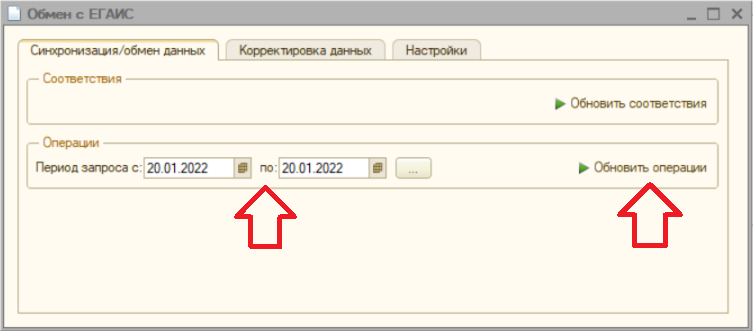 Обмен с ЕГАИС
Синхронизация/обмен данных Корректировка данных Настройки
Соответствия
Обновить соответствия
Операции
Период запроса с: 20.01.2022 по: 20.01.2022 ... Обновить операции